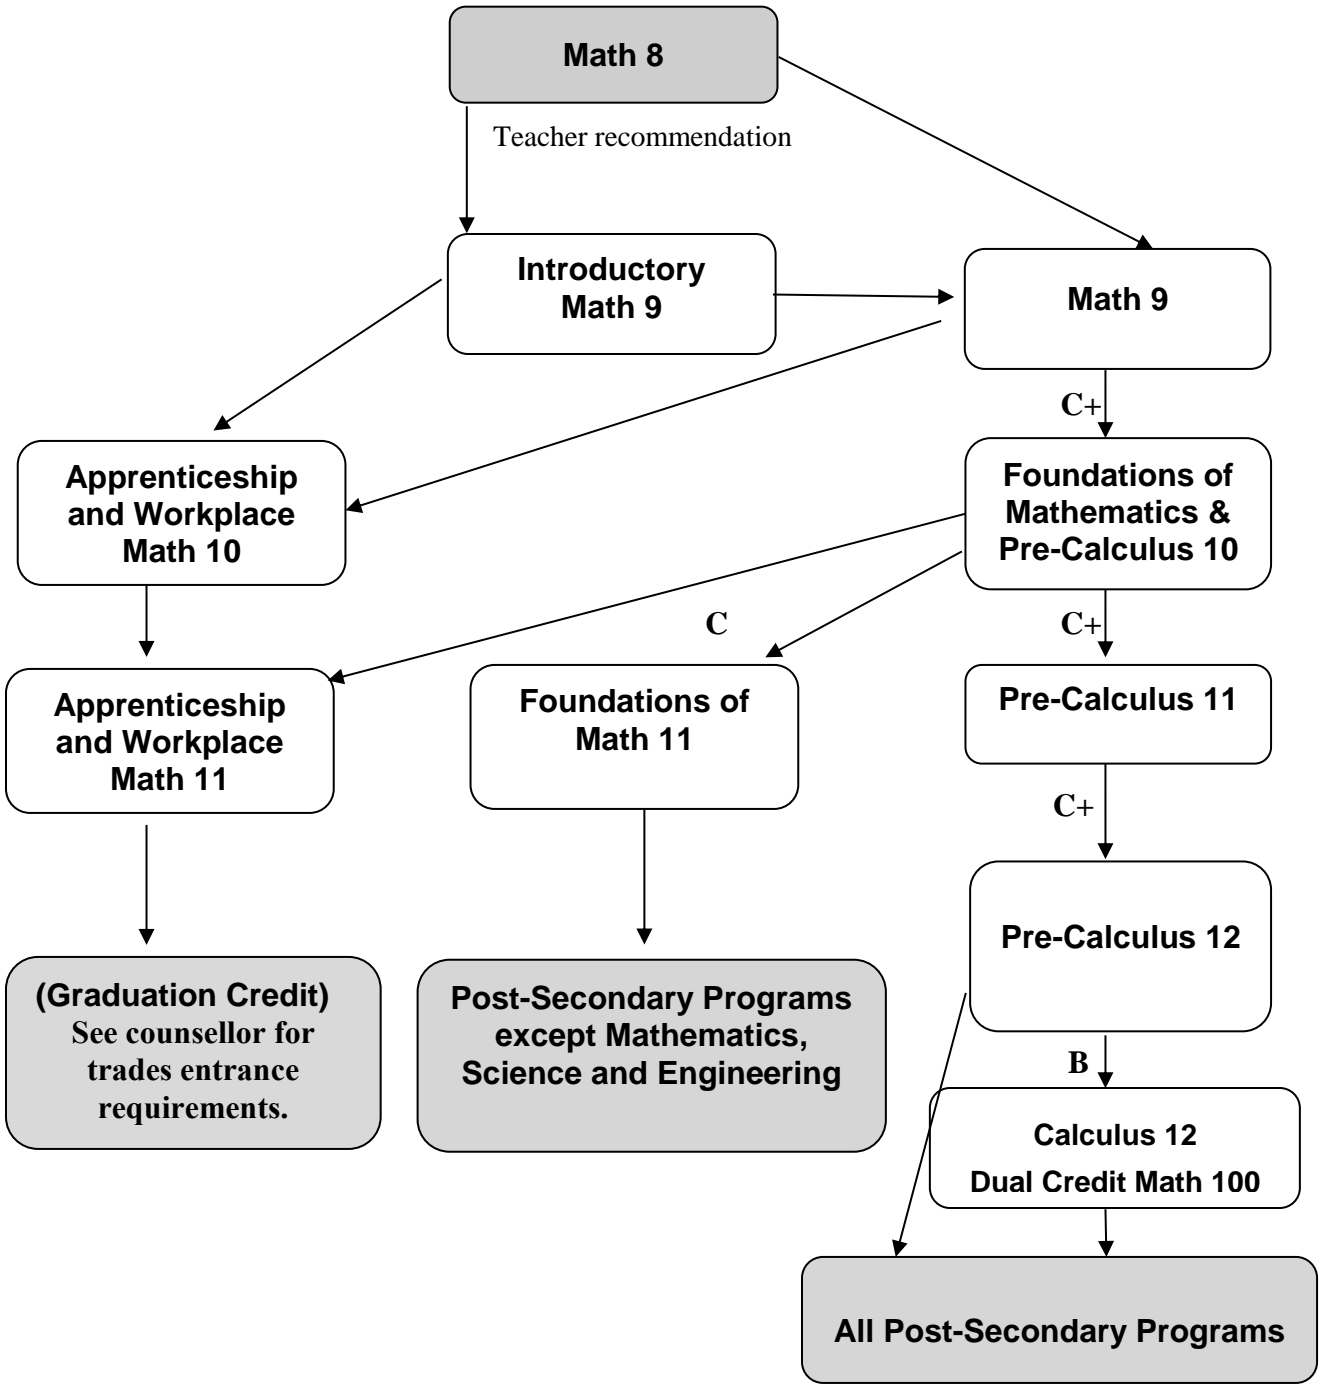 Math 8
Teacher recommendation
Introductory
Math 9
Math 9
C+
Apprenticeship
and Workplace
Math 10
Foundations of
Mathematics &
Pre-Calculus 10
C
C+
Apprenticeship
and Workplace
Math 11
Foundations of
Math 11
Pre-Calculus 11
C+
Pre-Calculus 12
(Graduation Credit)
See counsellor for
trades entrance
requirements.
Post-Secondary Programs
except Mathematics,
Science and Engineering
B
Calculus 12
Dual Credit Math 100
All Post-Secondary Programs